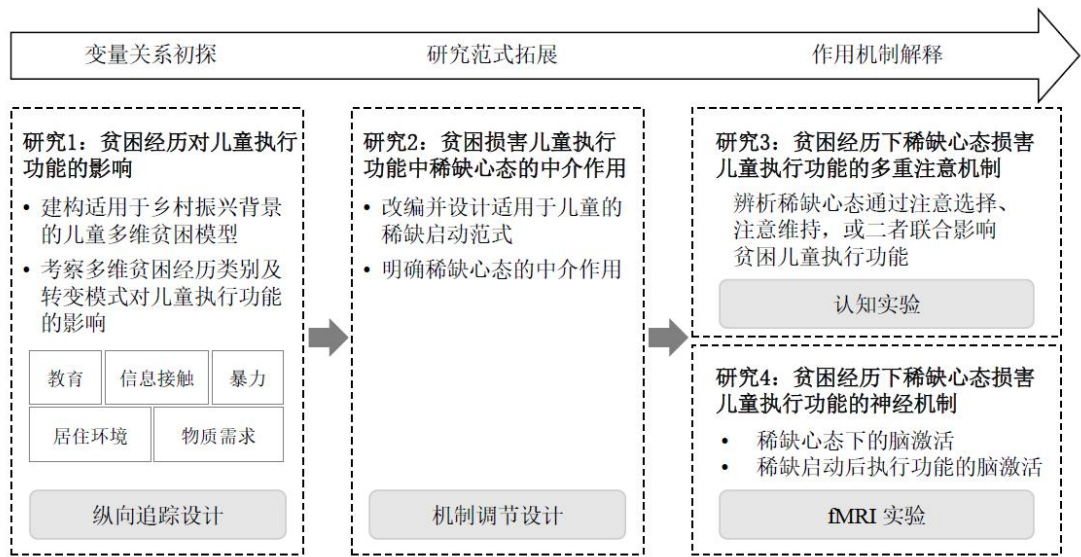 变量关系初探
研究范式拓展
作用机制解释
研究1：贫困经历对儿童执行
功能的影响
• 建构适用于乡村振兴背景
的儿童多维贫困模型
• 考察多维贫困经历类别及
转变模式对儿童执行功能
的影响
教育
信息接触
暴力
居住环境
物质需求
纵向追踪设计
研究2：贫困损害儿童执行
功能中稀缺心态的中介作用
• 改编并设计适用于儿童的
稀缺启动范式
• 明确稀缺心态的中介作用
机制调节设计
研究3：贫困经历下稀缺心态损害
儿童执行功能的多重注意机制
辨析稀缺心态通过注意选择、
注意维持，或二者联合影响
贫困儿童执行功能
认知实验
研究4：贫困经历下稀缺心态损害
儿童执行功能的神经机制
• 稀缺心态下的脑激活
• 稀缺启动后执行功能的脑激活
fMRI 实验